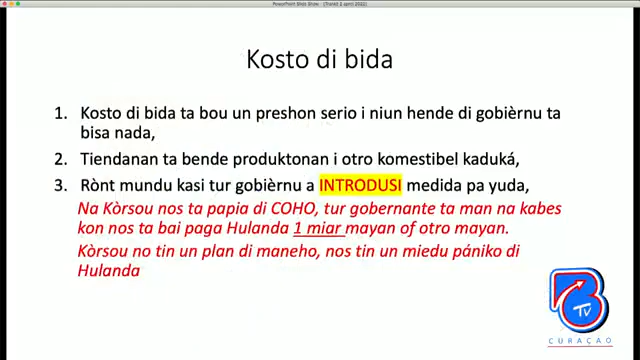 PowerPoint Slide Show - [Trahté 2 april 2022]
Kosto di bida
1. Kosto di bida ta bou un preshon serio i niun hende di gobièrnu ta
bisa nada,
2. Tiendanan ta bende produktonan i otro komestibel kaduká,
3. Rònt mundu kasi tur gobièrnu a INTRODUSI medida pa yuda,
Na Kòrsou nos ta papia di COHO, tur gobernante ta man na kabes
kon nos ta bai paga Hulanda 1 miar mayan of otro mayan.
Kòrsou no tin un plan di maneho, nos tin un miedu pániko di
Hulanda
TV
CURAÇAO